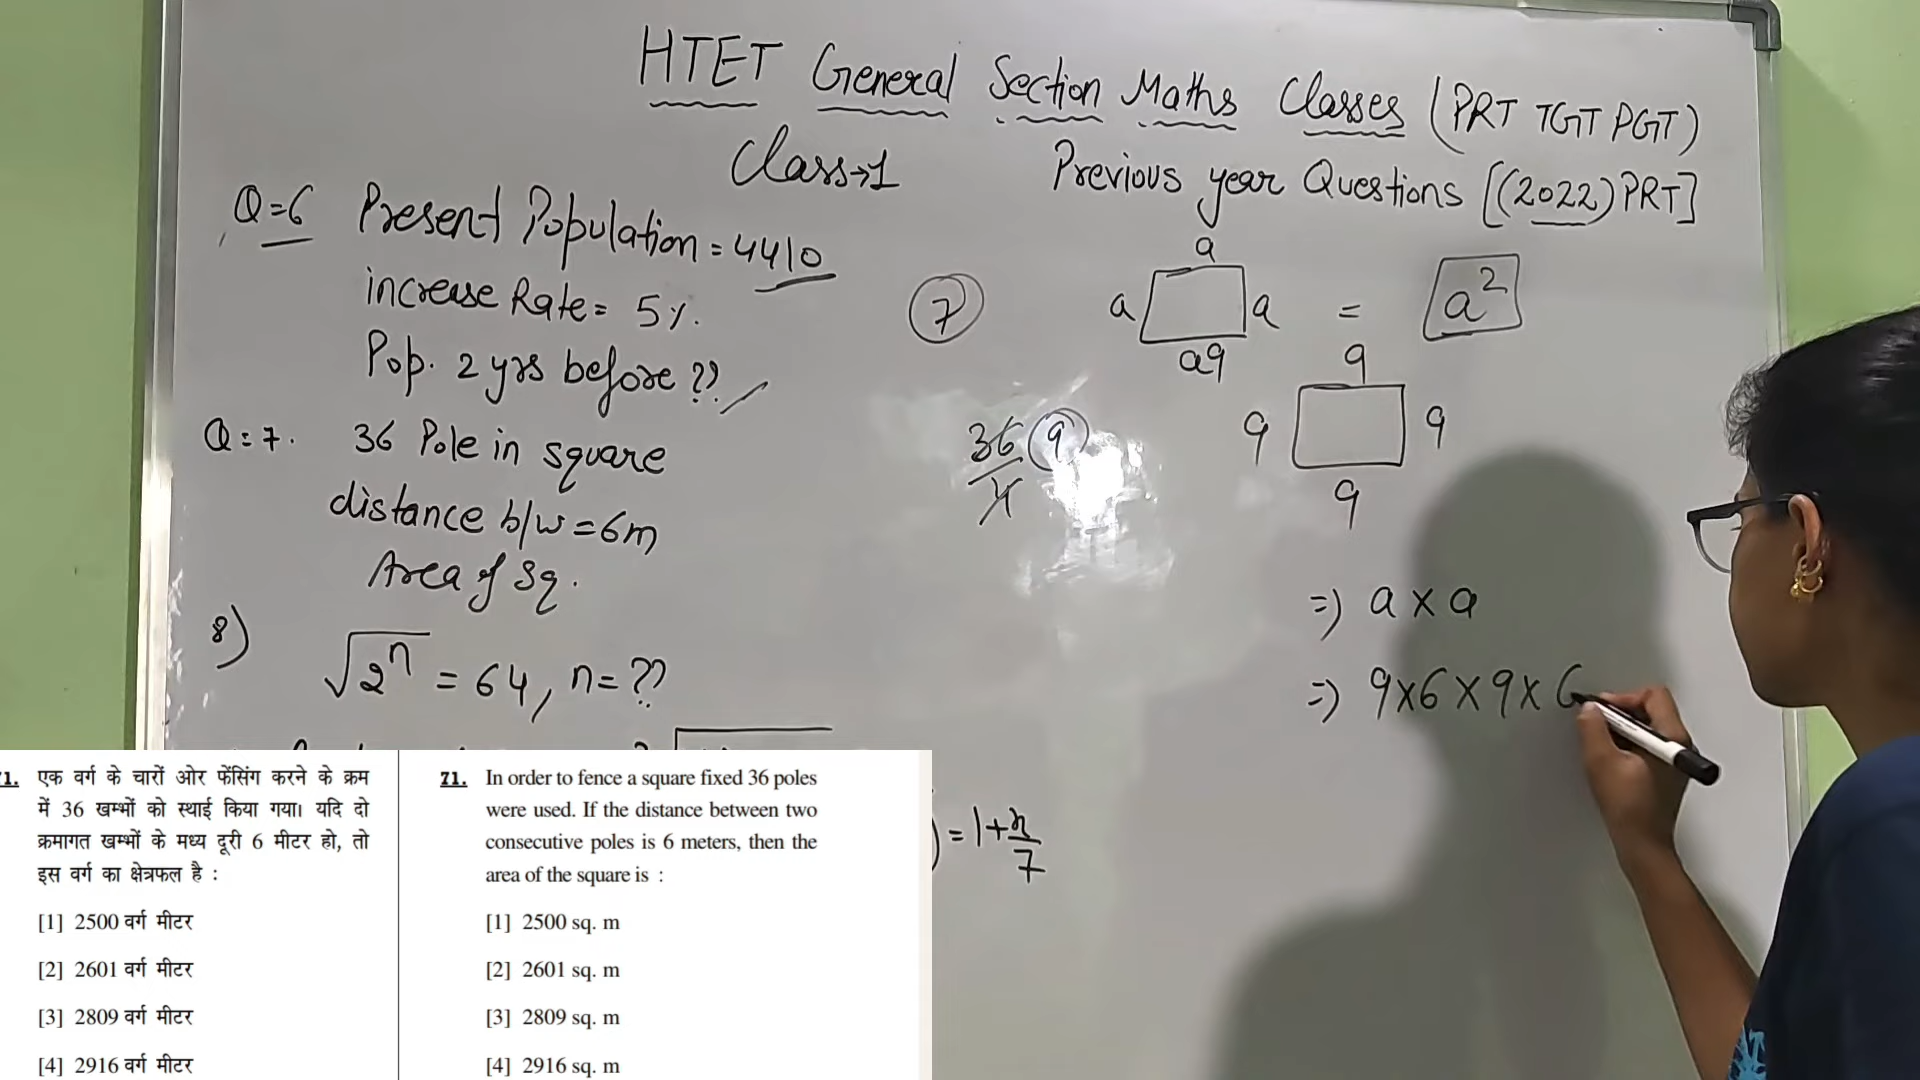 HTET General Section Maths Classes (PRT TGT PGT)
Class→1 Previous year Questions [(2022) PRT]
Q=6 Present Population = 4410
increase Rate = 5%.
Pop. 2 yrs before ??
Q=7. 36 Pole in square
distance b/w = 6m
Area of Sq.
8) √2ⁿ = 64, n = ??
7
a
a a = a²
a9
9
9 9
9
36 9
4
=) a x a
=) 9x6 x 9x 6
) = 1+ x/7
71. एक वर्ग के चारों ओर फेंसिंग करने के क्रम
में 36 खम्भों को स्थाई किया गया। यदि दो
क्रमागत खम्भों के मध्य दूरी 6 मीटर हो, तो
इस वर्ग का क्षेत्रफल है :
[1] 2500 वर्ग मीटर
[2] 2601 वर्ग मीटर
[3] 2809 वर्ग मीटर
[4] 2916 वर्ग मीटर
71. In order to fence a square fixed 36 poles
were used. If the distance between two
consecutive poles is 6 meters, then the
area of the square is :
[1] 2500 sq. m
[2] 2601 sq. m
[3] 2809 sq. m
[4] 2916 sq. m